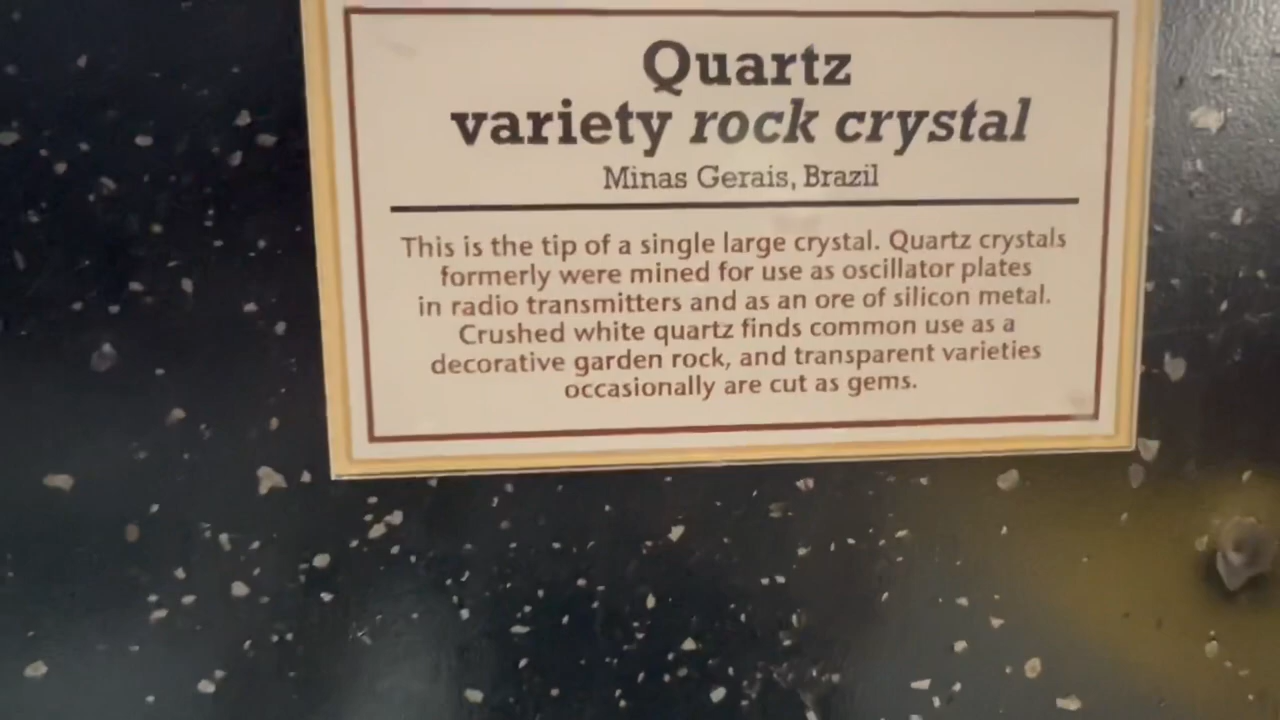 Quartz
variety rock crystal
Minas Gerais, Brazil
This is the tip of a single large crystal. Quartz crystals
formerly were mined for use as oscillator plates
in radio transmitters and as an ore of silicon metal.
Crushed white quartz finds common use as a
decorative garden rock, and transparent varieties
occasionally are cut as gems.